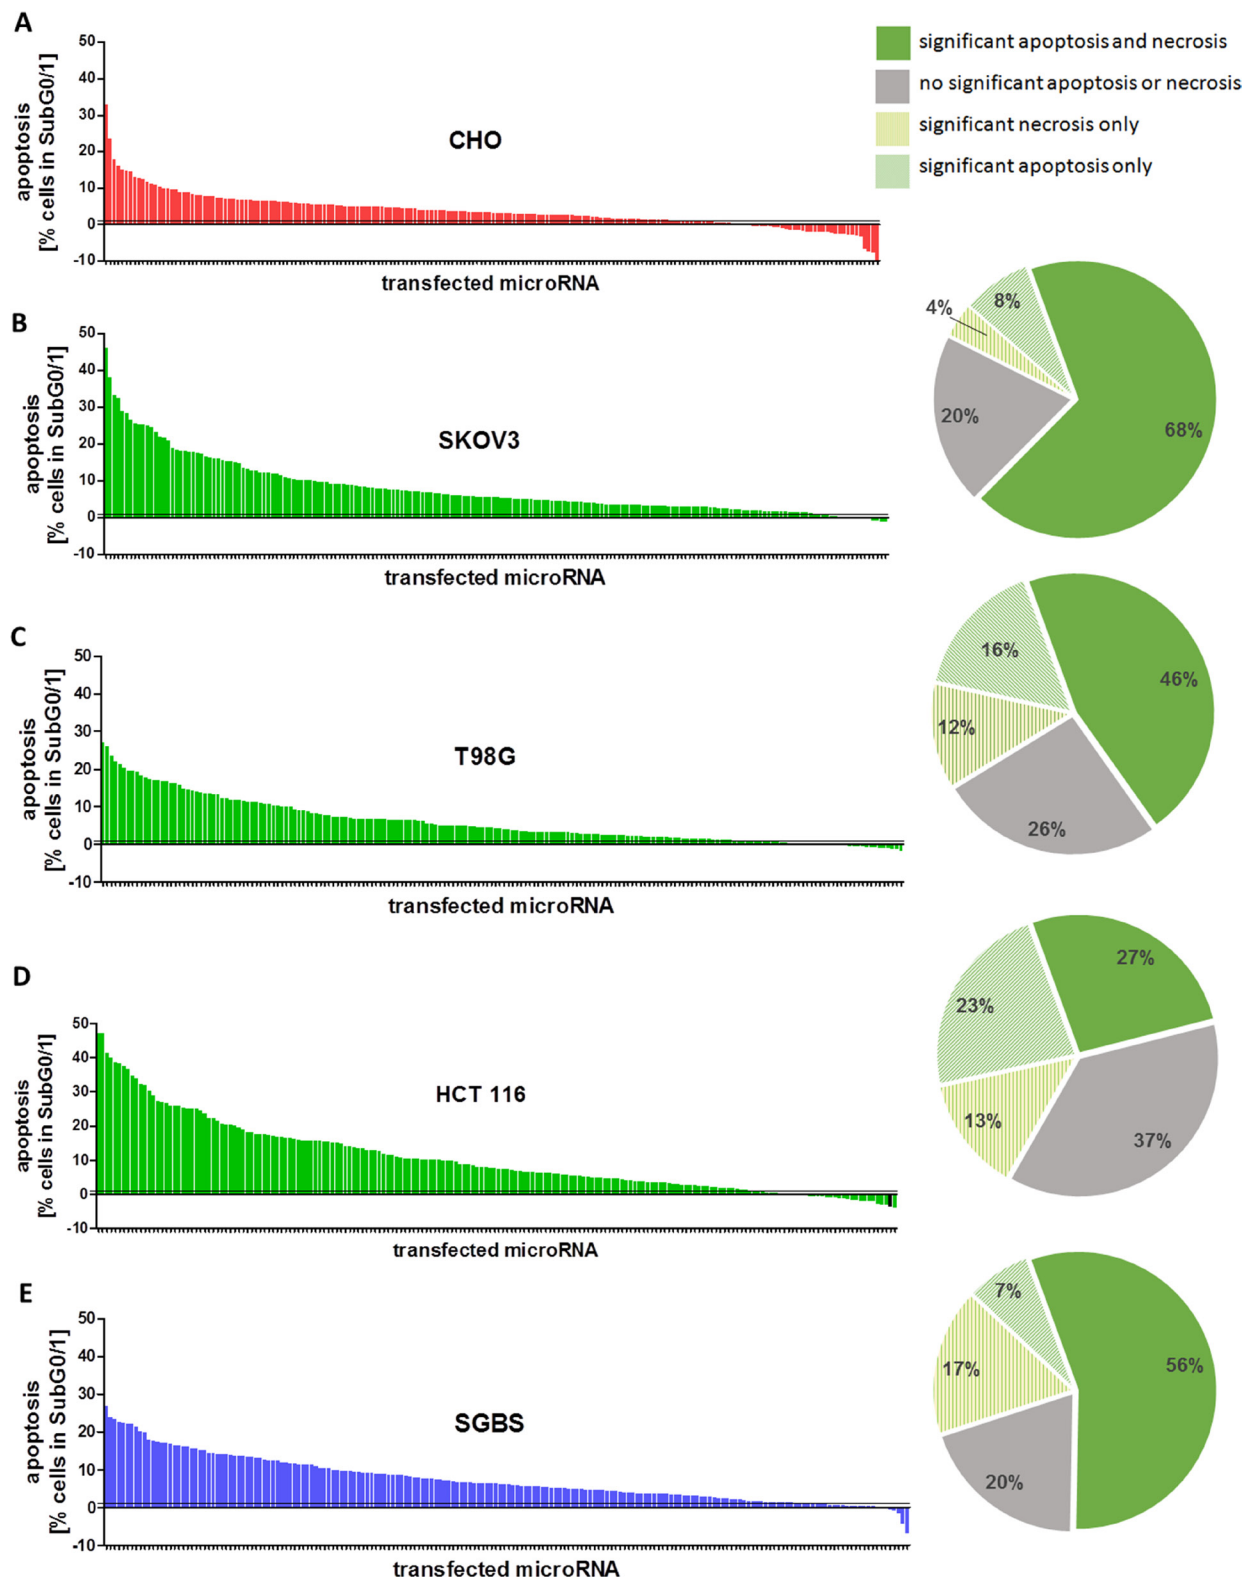 A
50
40
30
20
10
0
-10
apoptosis
[% cells in SubG0/1]
CHO
transfected microRNA
significant apoptosis and necrosis
no significant apoptosis or necrosis
significant necrosis only
significant apoptosis only
B
50
40
30
20
10
0
-10
apoptosis
[% cells in SubG0/1]
SKOV3
transfected microRNA
8%
4%
20%
68%
C
50
40
30
20
10
0
-10
apoptosis
[% cells in SubG0/1]
T98G
transfected microRNA
16%
46%
12%
26%
D
50
40
30
20
10
0
-10
apoptosis
[% cells in SubG0/1]
HCT 116
transfected microRNA
27%
23%
13%
37%
E
50
40
30
20
10
0
-10
apoptosis
[% cells in SubG0/1]
SGBS
transfected microRNA
7%
56%
17%
20%